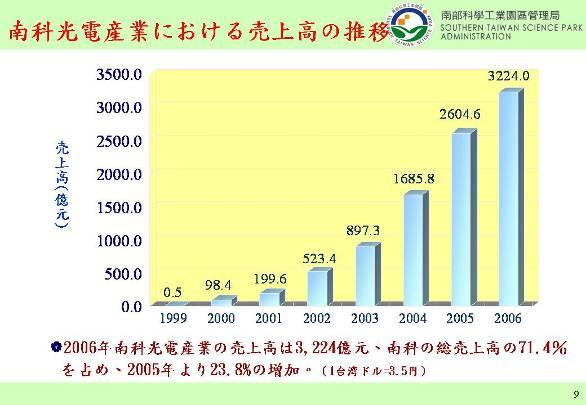 南科光電産業における売上高の推移
南部科學工業園區管理局
SOUTHERN TAIWAN SCIENCE PARK
ADMINISTRATION
売上高(億元)
3500.0
3000.0
2500.0
2000.0
1500.0
1000.0
500.0
0.0
0.5
98.4
199.6
523.4
897.3
1685.8
2604.6
3224.0
1999 2000 2001 2002 2003 2004 2005 2006
2006年南科光電産業の売上高は3,224億元、南科の総売上高の71.4%
を占め、2005年より23.8%の増加。(1台湾ドル=3.5円)
9